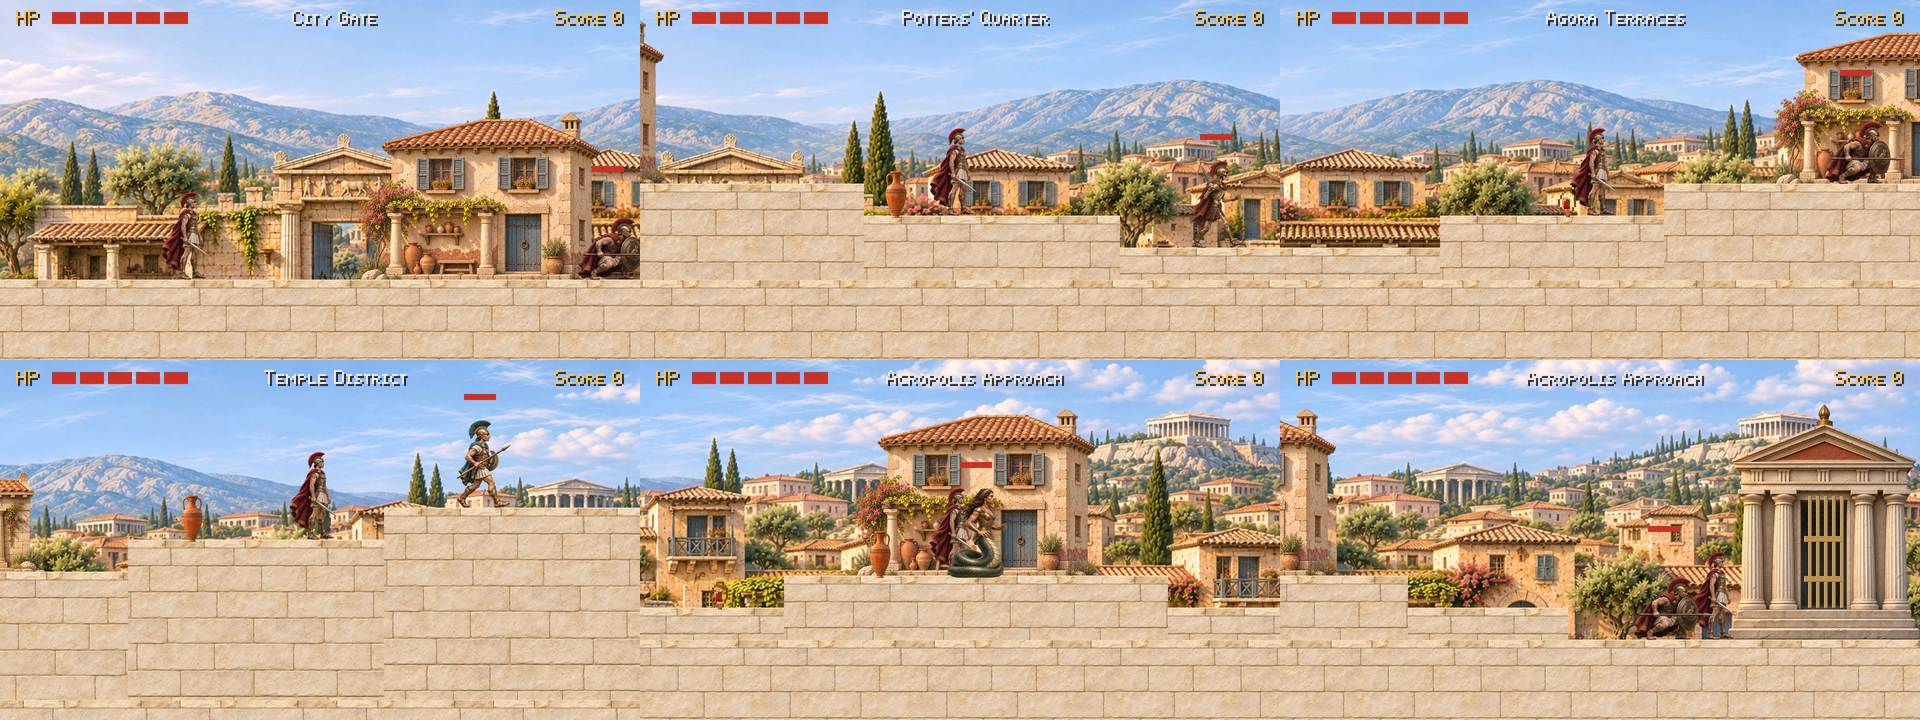 HP City Gate Score 0
HP Potters' Quarter Score 0
HP Agora Terraces Score 0
HP Temple District Score 0
HP Acropolis Approach Score 0
HP Acropolis Approach Score 0